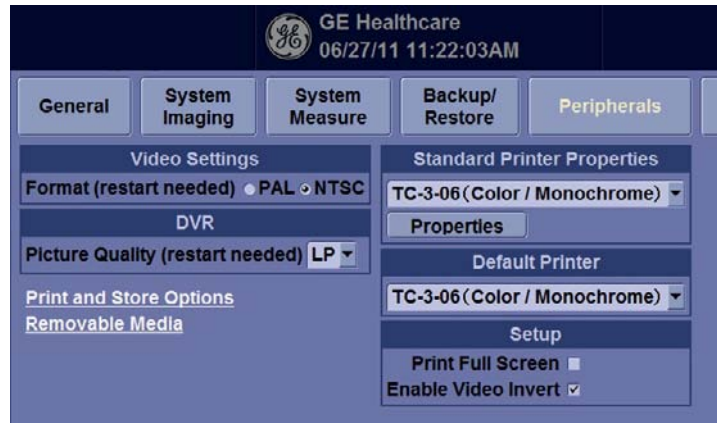 GE Healthcare
06/27/11 11:22:03AM
General
System
Imaging
System
Measure
Backup/
Restore
Peripherals
Video Settings
Format (restart needed) PAL NTSC
DVR
Picture Quality (restart needed) LP
Print and Store Options
Removable Media
Standard Printer Properties
TC-3-06(Color / Monochrome)
Properties
Default Printer
TC-3-06(Color / Monochrome)
Setup
Print Full Screen
Enable Video Invert